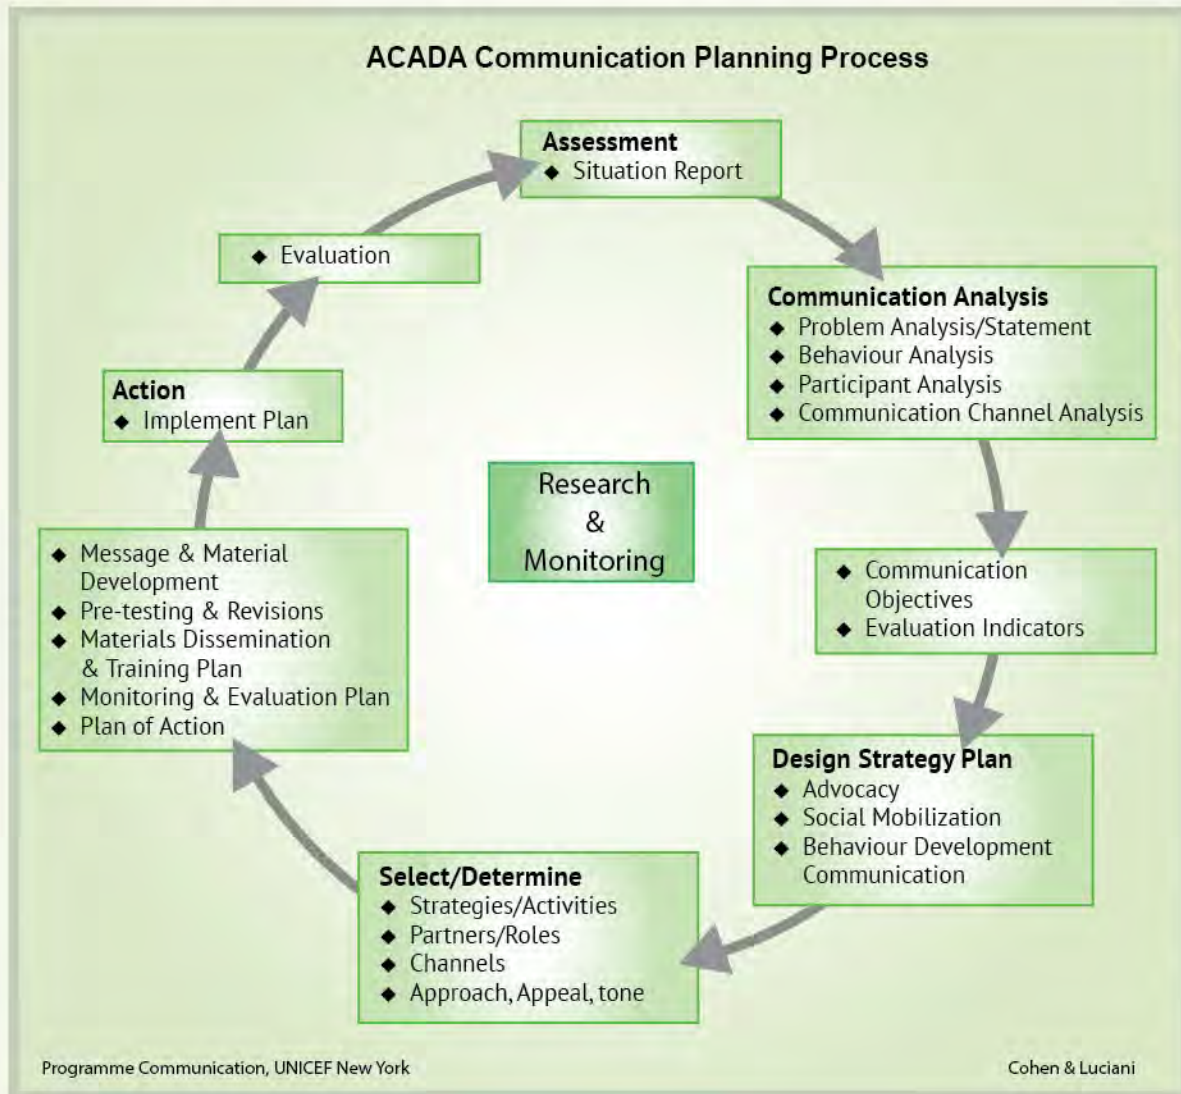 ACADA Communication Planning Process
Assessment
◆ Situation Report
Communication Analysis
◆ Problem Analysis/Statement
◆ Behaviour Analysis
◆ Participant Analysis
◆ Communication Channel Analysis
◆ Communication
Objectives
◆ Evaluation Indicators
Design Strategy Plan
◆ Advocacy
◆ Social Mobilization
◆ Behaviour Development
Communication
Select/Determine
◆ Strategies/Activities
◆ Partners/Roles
◆ Channels
◆ Approach, Appeal, tone
◆ Message & Material
Development
◆ Pre-testing & Revisions
◆ Materials Dissemination
& Training Plan
◆ Monitoring & Evaluation Plan
◆ Plan of Action
Action
◆ Implement Plan
◆ Evaluation
Research
&
Monitoring
Programme Communication, UNICEF New York
Cohen & Luciani